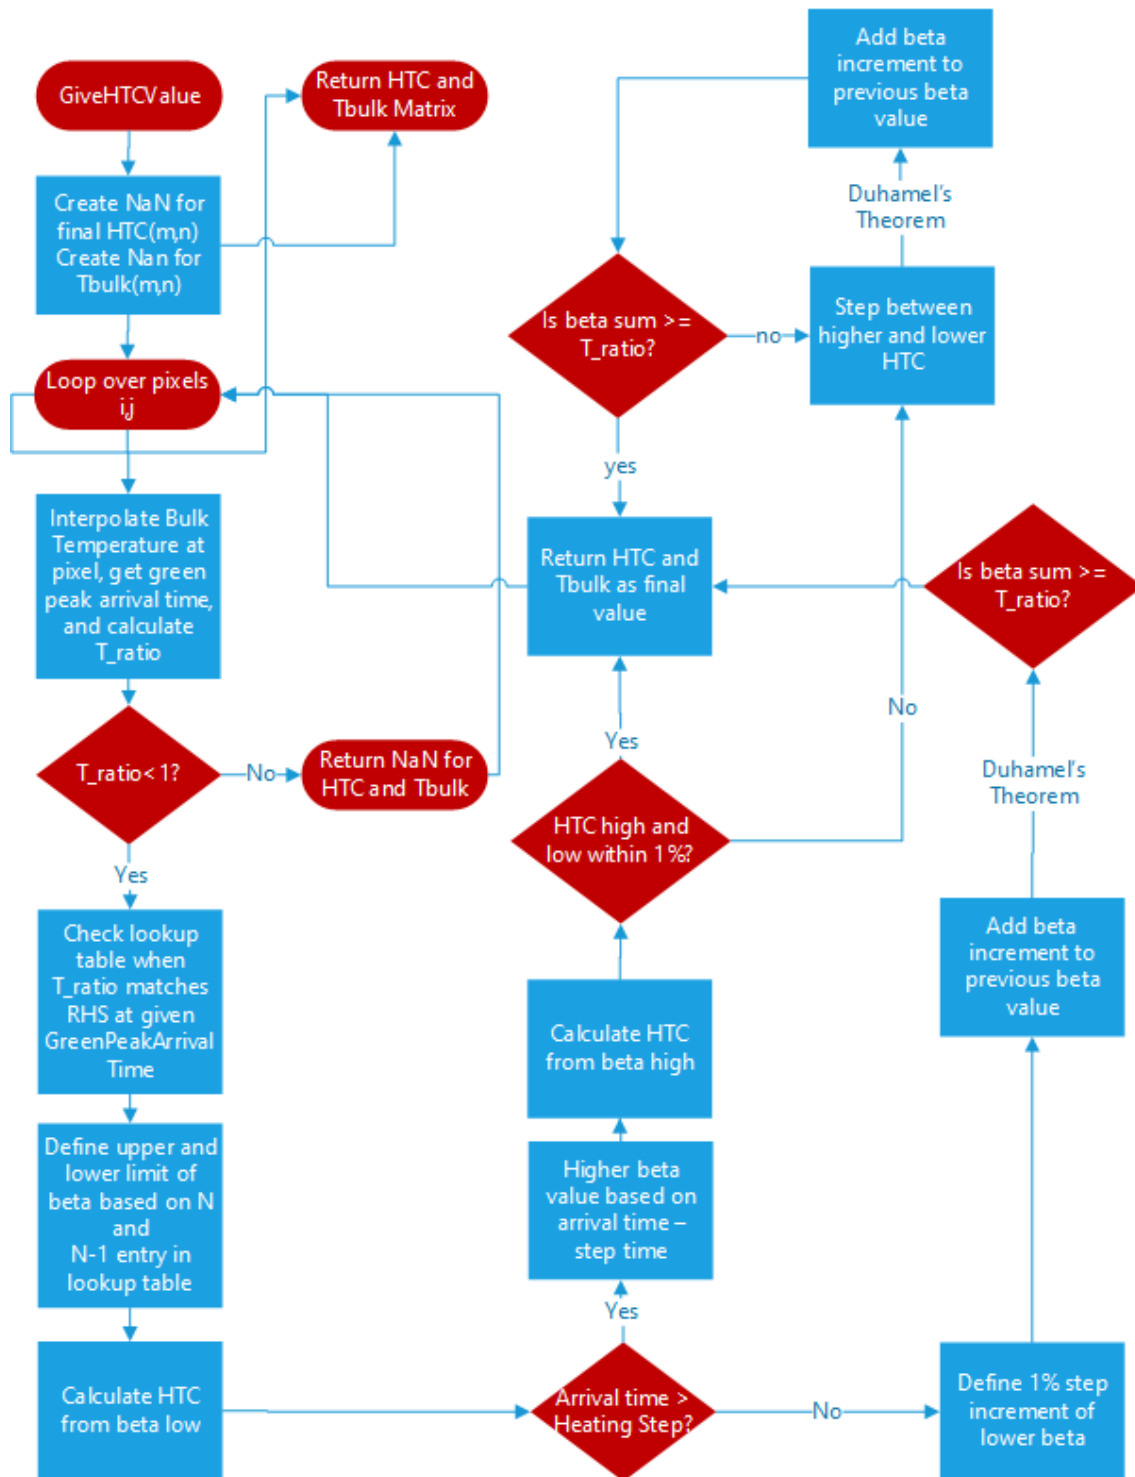 GiveHTCValue
Return HTC and
Tbulk Matrix
Create NaN for
final HTC(m,n)
Create Nan for
Tbulk(m,n)
Loop over pixels
i,j
Interpolate Bulk
Temperature at
pixel, get green
peak arrival time,
and calculate
T_ratio
T_ratio< 1?
No
Return NaN for
HTC and Tbulk
Yes
Check lookup
table when
T_ratio matches
RHS at given
GreenPeakArrival
Time
Define upper and
lower limit of
beta based on N
and
N-1 entry in
lookup table
Calculate HTC
from beta low
Arrival time >
Heating Step?
Yes
Higher beta
value based on
arrival time –
step time
Calculate HTC
from beta high
HTC high and
low within 1%?
Yes
Return HTC and
Tbulk as final
value
No
Step between
higher and lower
HTC
Duhamel's
Theorem
Add beta
increment to
previous beta
value
Is beta sum >=
T_ratio?
no
yes
No
Define 1% step
increment of
lower beta
Add beta
increment to
previous beta
value
Duhamel's
Theorem
Is beta sum >=
T_ratio?